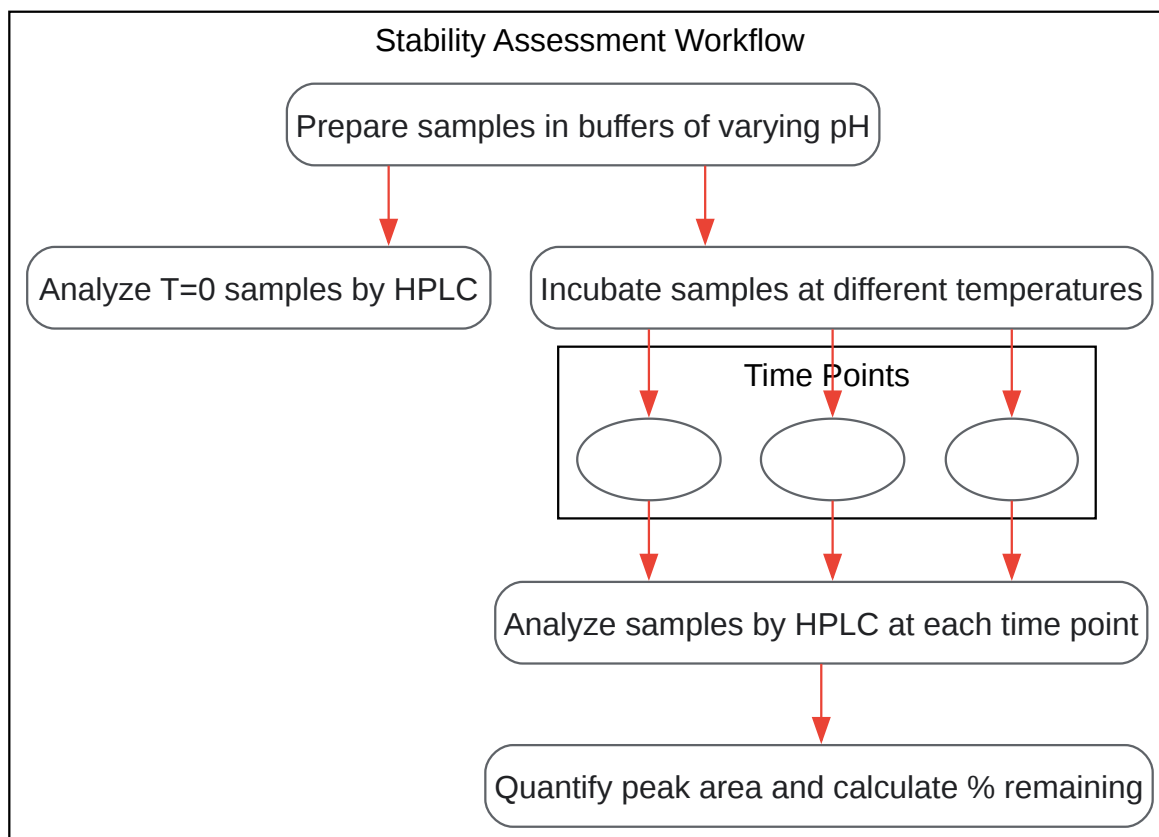 Stability Assessment Workflow
Prepare samples in buffers of varying pH
Analyze T=0 samples by HPLC
Incubate samples at different temperatures
Time Points
Analyze samples by HPLC at each time point
Quantify peak area and calculate % remaining